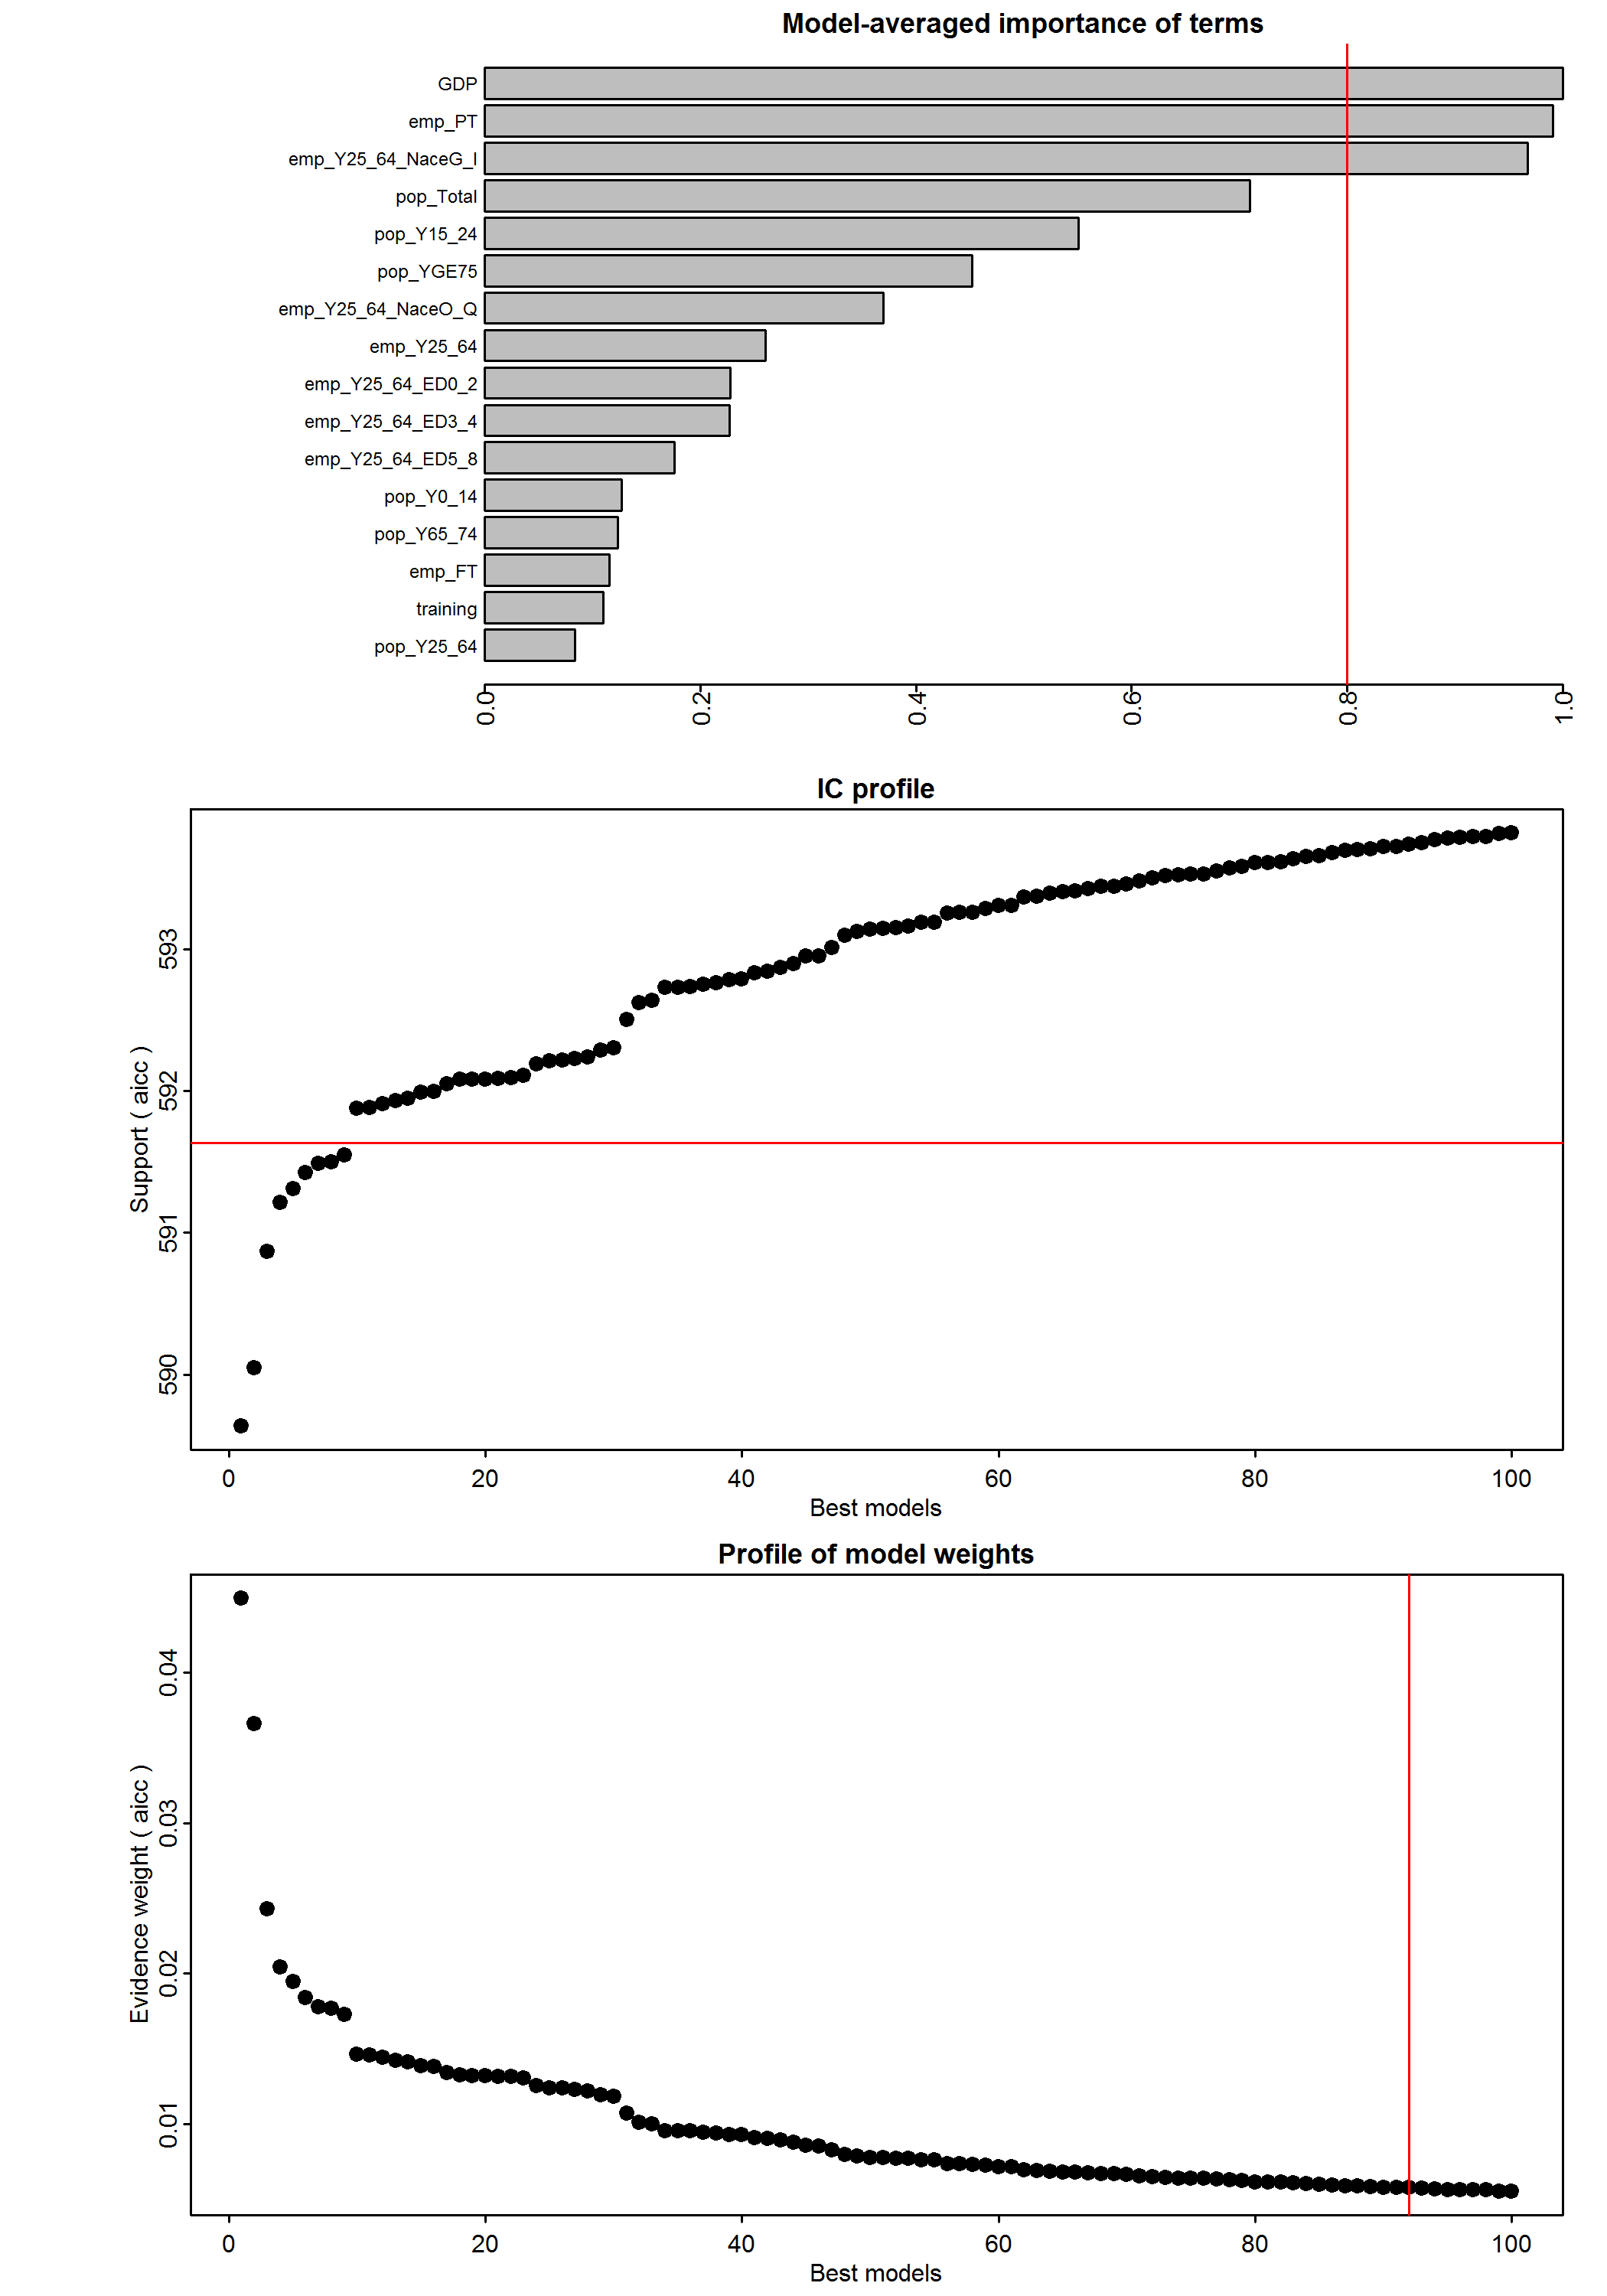 Model-averaged importance of terms
GDP
emp_PT
emp_Y25_64_NaceG_I
pop_Total
pop_Y15_24
pop_YGE75
emp_Y25_64_NaceO_Q
emp_Y25_64
emp_Y25_64_ED0_2
emp_Y25_64_ED3_4
emp_Y25_64_ED5_8
pop_Y0_14
pop_Y65_74
emp_FT
training
pop_Y25_64
0.0 0.2 0.4 0.6 0.8 1.0
IC profile
Support ( aicc )
593
592
591
590
0 20 40 60 80 100
Best models
Profile of model weights
Evidence weight ( aicc )
0.04
0.03
0.02
0.01
0 20 40 60 80 100
Best models